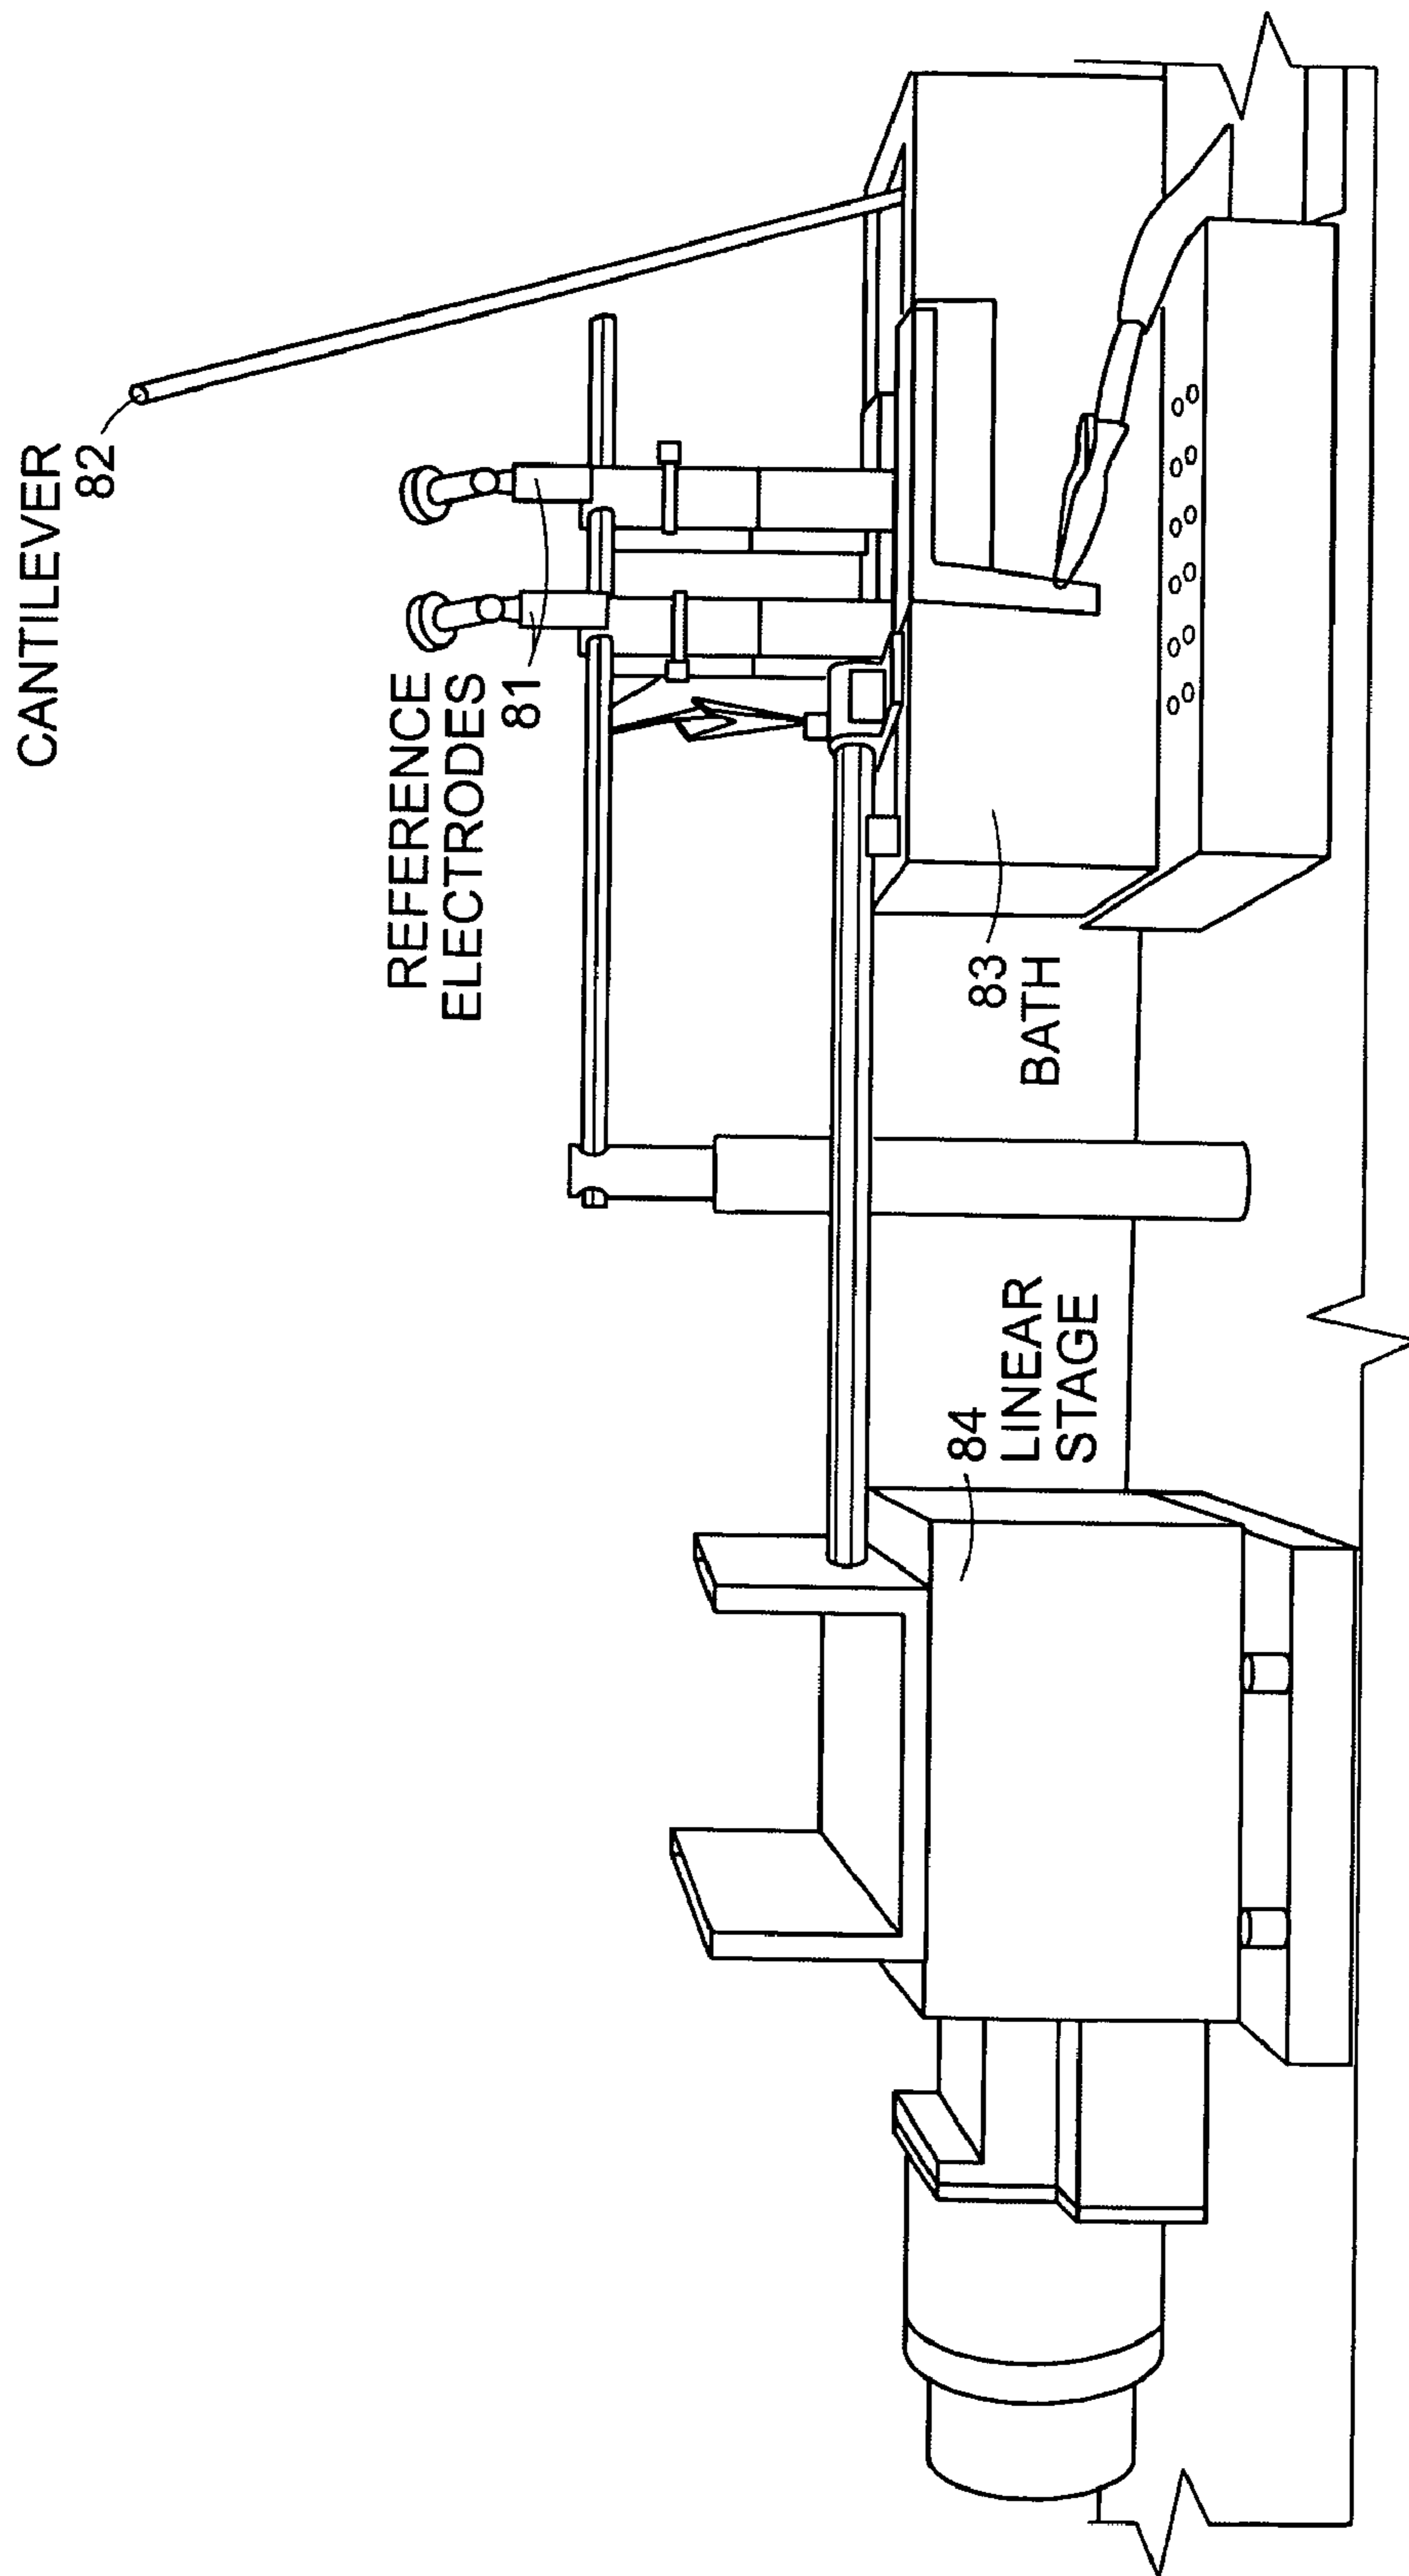 CANTILEVER
82
REFERENCE
ELECTRODES
81
83
BATH
84
LINEAR
STAGE